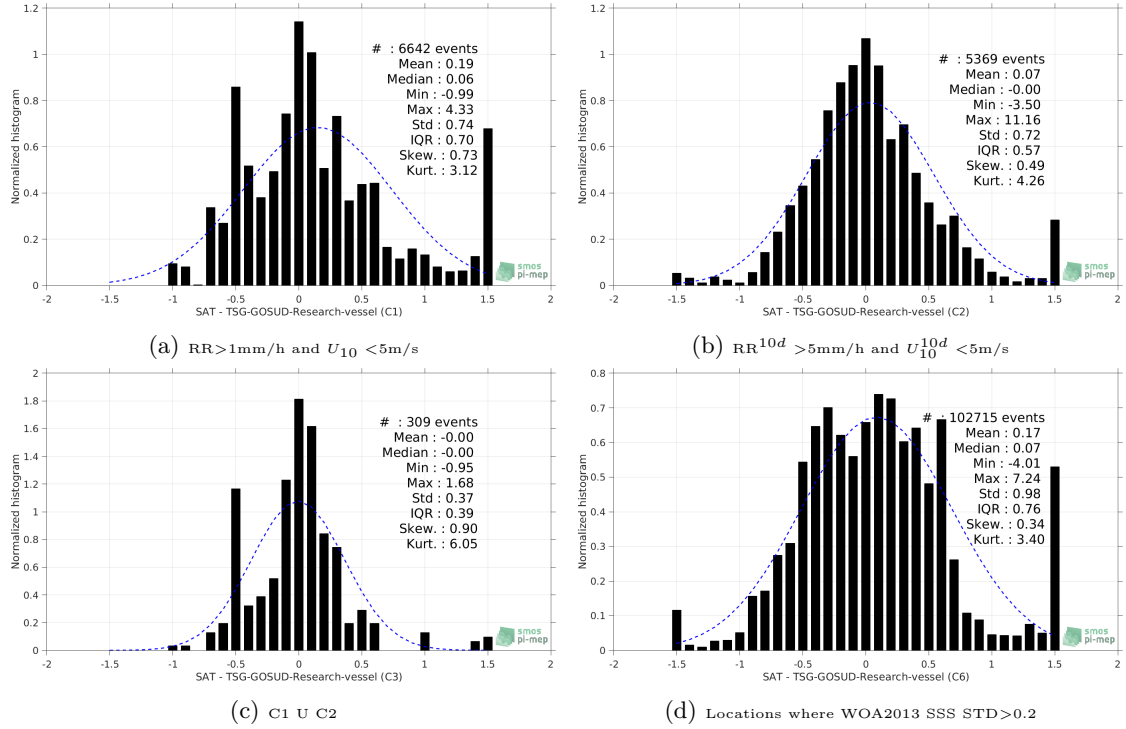 1.2
1
0.8
0.6
0.4
0.2
0
Normalized histogram
# : 6642 events
Mean : 0.19
Median : 0.06
Min : -0.99
Max : 4.33
Std : 0.74
IQR : 0.70
Skew. : 0.73
Kurt. : 3.12
smos
pi-mep
-2 -1.5 -1 -0.5 0 0.5 1 1.5 2
SAT - TSG-GOSUD-Research-vessel (C1)
(a) RR>1mm/h and U10 <5m/s
1.2
1
0.8
0.6
0.4
0.2
0
Normalized histogram
# : 5369 events
Mean : 0.07
Median : -0.00
Min : -3.50
Max : 11.16
Std : 0.72
IQR : 0.57
Skew. : 0.49
Kurt. : 4.26
smos
pi-mep
-2 -1.5 -1 -0.5 0 0.5 1 1.5 2
SAT - TSG-GOSUD-Research-vessel (C2)
(b) RR10d >5mm/h and U10 10d <5m/s
2
1.8
1.6
1.4
1.2
1
0.8
0.6
0.4
0.2
0
Normalized histogram
# : 309 events
Mean : -0.00
Median : -0.00
Min : -0.95
Max : 1.68
Std : 0.37
IQR : 0.39
Skew. : 0.90
Kurt. : 6.05
smos
pi-mep
-2 -1.5 -1 -0.5 0 0.5 1 1.5 2
SAT - TSG-GOSUD-Research-vessel (C3)
(c) C1 U C2
0.8
0.7
0.6
0.5
0.4
0.3
0.2
0.1
0
Normalized histogram
# : 102715 events
Mean : 0.17
Median : 0.07
Min : -4.01
Max : 7.24
Std : 0.98
IQR : 0.76
Skew. : 0.34
Kurt. : 3.40
smos
pi-mep
-2 -1.5 -1 -0.5 0 0.5 1 1.5 2
SAT - TSG-GOSUD-Research-vessel (C6)
(d) Locations where WOA2013 SSS STD>0.2